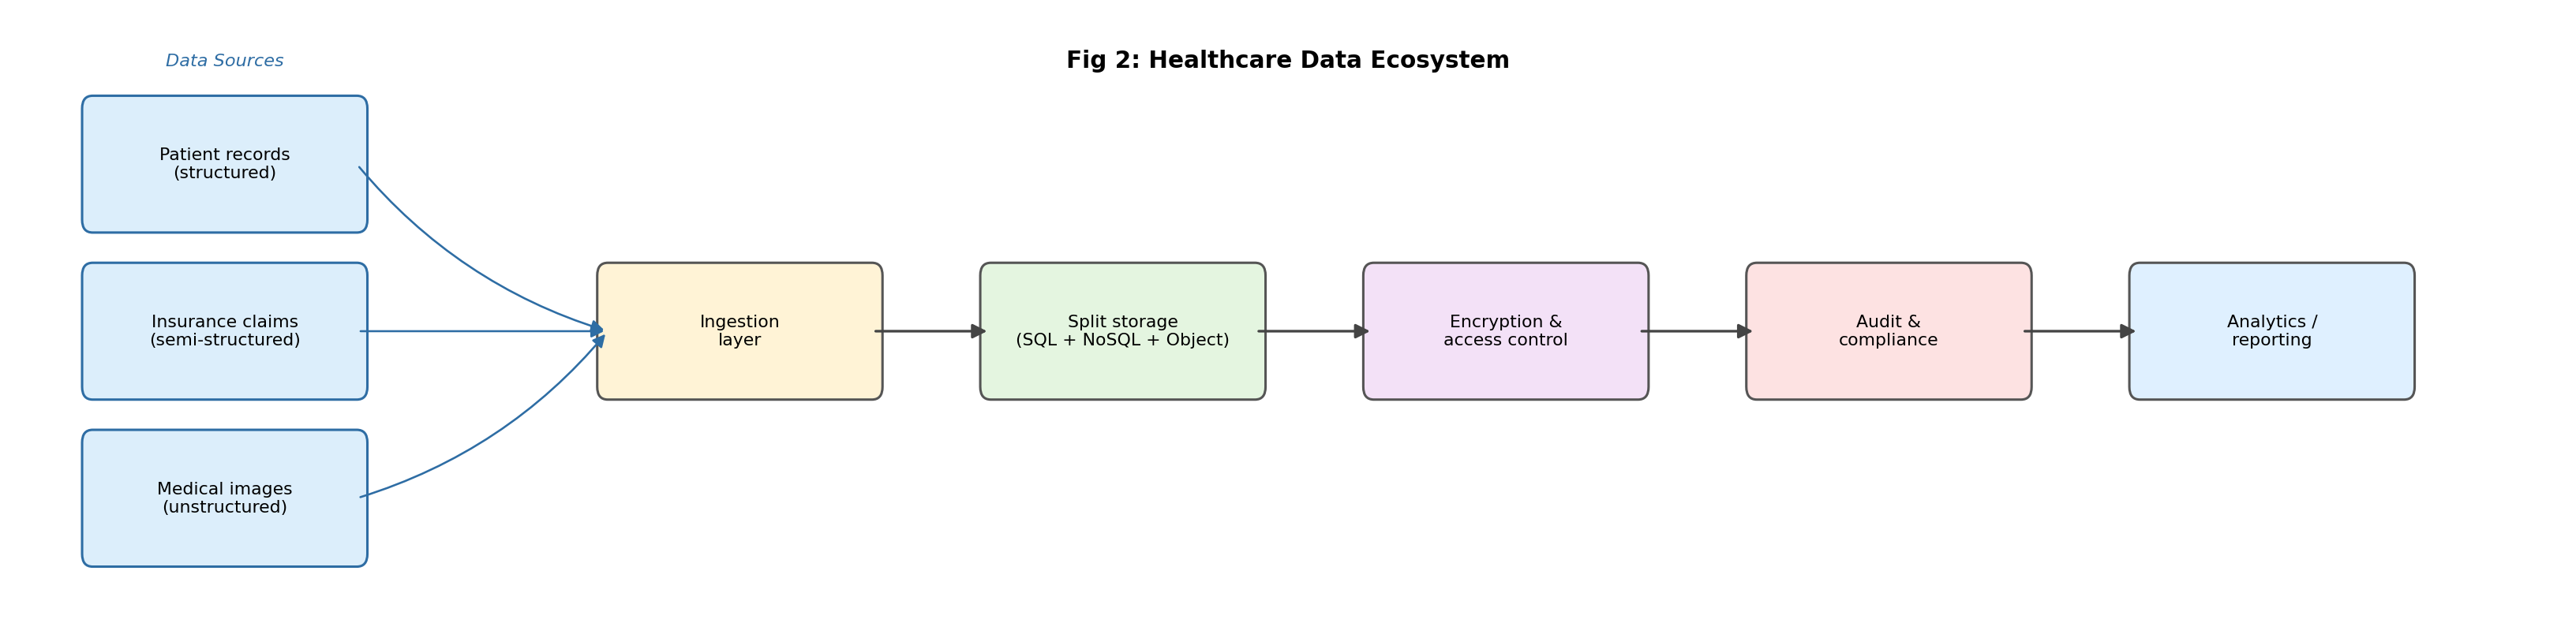 Data Sources
Fig 2: Healthcare Data Ecosystem
Patient records
(structured)
Insurance claims
(semi-structured)
Medical images
(unstructured)
Ingestion
layer
Split storage
(SQL + NoSQL + Object)
Encryption &
access control
Audit &
compliance
Analytics /
reporting